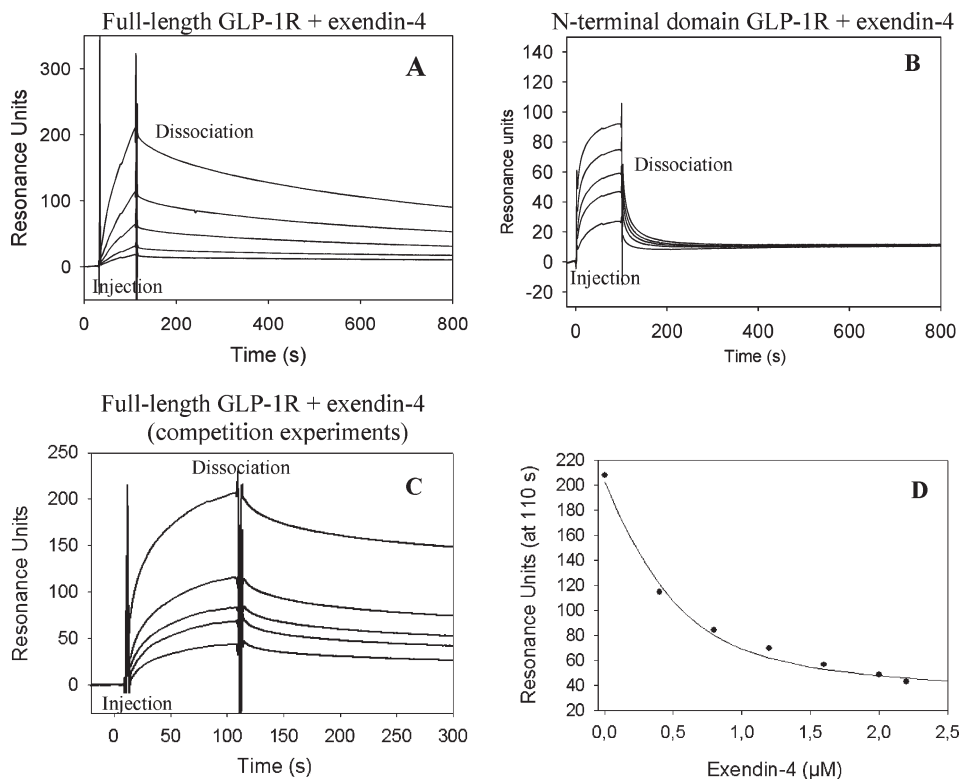 Full-length GLP-1R + exendin-4
A
300
200
100
0
Resonance Units
Dissociation
Injection
0 200 400 600 800
Time (s)
N-terminal domain GLP-1R + exendin-4
B
140
120
100
80
60
40
20
0
-20
Resonance units
Dissociation
Injection
0 200 400 600 800
Time (s)
Full-length GLP-1R + exendin-4
(competition experiments)
C
250
200
150
100
50
0
Resonance Units
Dissociation
Injection
0 50 100 150 200 250 300
Time (s)
D
220
200
180
160
140
120
100
80
60
40
20
Resonance Units (at 110 s)
0,0 0,5 1,0 1,5 2,0 2,5
Exendin-4 (µM)